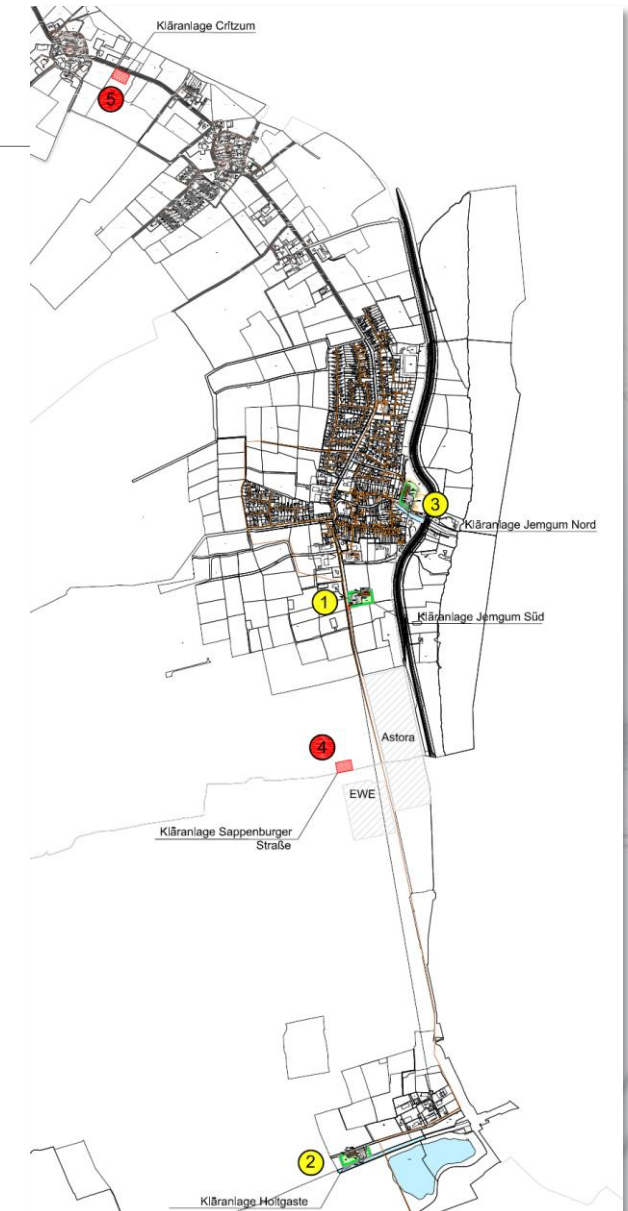 Kläranlage Critzum
5
3
Kläranlage Jemgum Nord
1
Kläranlage Jemgum Süd
4
Astora
EWE
Kläranlage Sappenburger
Straße
2
Kläranlage Holtgaste